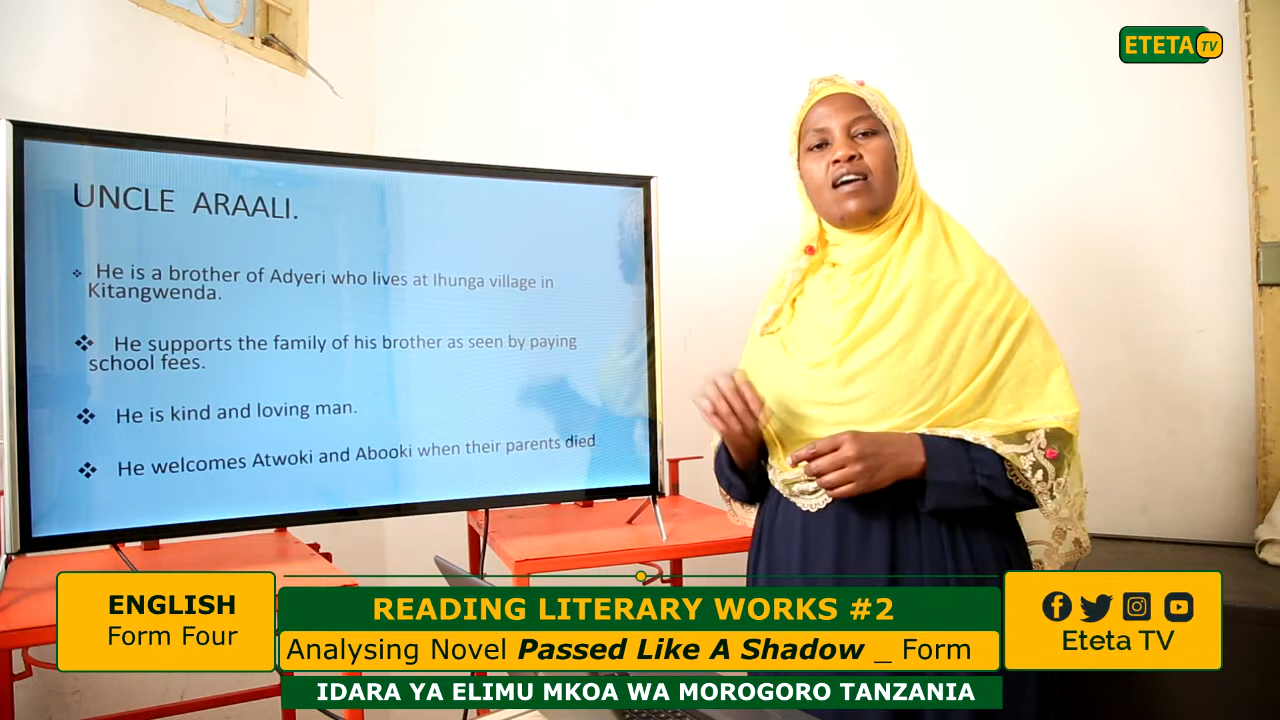 ETETA TV
UNCLE ARAALI.
He is a brother of Adyeri who lives at Ihunga village in
Kitangwenda.
He supports the family of his brother as seen by paying
school fees.
He is kind and loving man.
He welcomes Atwoki and Abooki when their parents died
ENGLISH
Form Four
READING LITERARY WORKS #2
Analysing Novel Passed Like A Shadow _ Form
Eteta TV
IDARA YA ELIMU MKOA WA MOROGORO TANZANIA